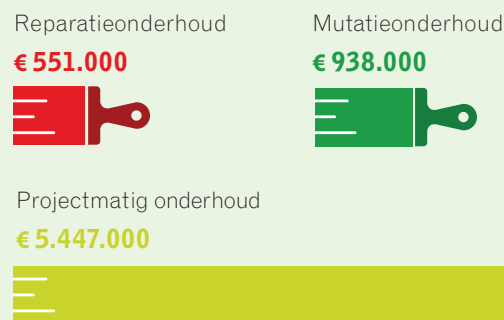 Reparatieonderhoud
€ 551.000
Mutatieonderhoud
€ 938.000
Projectmatig onderhoud
€ 5.447.000